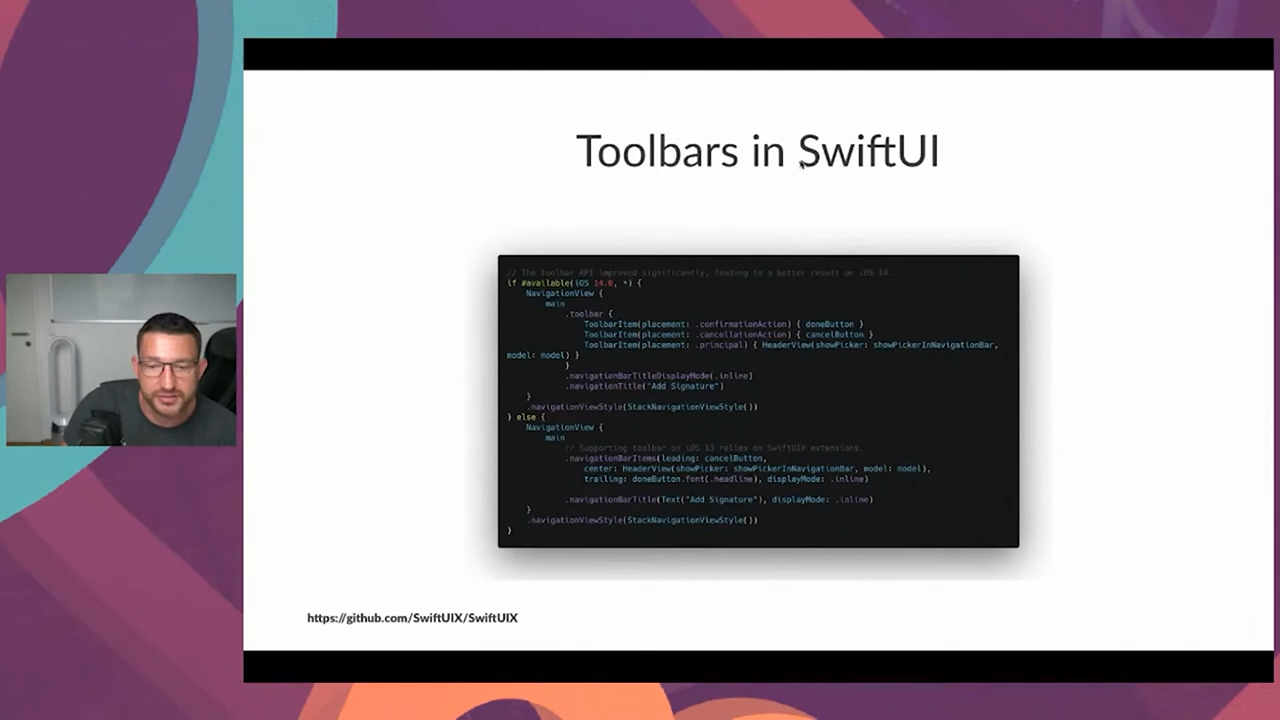 Toolbars in SwiftUI
// The toolbar API improved significantly, leading to a better result on iOS 14.
if #available(iOS 14.0, *) {
NavigationView {
main
.toolbar {
ToolbarItem(placement: .confirmationAction) { doneButton }
ToolbarItem(placement: .cancellationAction) { cancelButton }
ToolbarItem(placement: .principal) { HeaderView(showPicker: showPickerInNavigationBar,
model: model) }
}
.navigationBarTitleDisplayMode(.inline)
.navigationTitle("Add Signature")
}
.navigationViewStyle(StackNavigationViewStyle())
} else {
NavigationView {
main
// Supporting toolbar on iOS 13 relies on SwiftUIX extensions.
.navigationBarItems(leading: cancelButton,
center: HeaderView(showPicker: showPickerInNavigationBar, model: model),
trailing: doneButton.font(.headline), displayMode: .inline)
.navigationBarTitle(Text("Add Signature"), displayMode: .inline)
}
.navigationViewStyle(StackNavigationViewStyle())
}
https://github.com/SwiftUIX/SwiftUIX